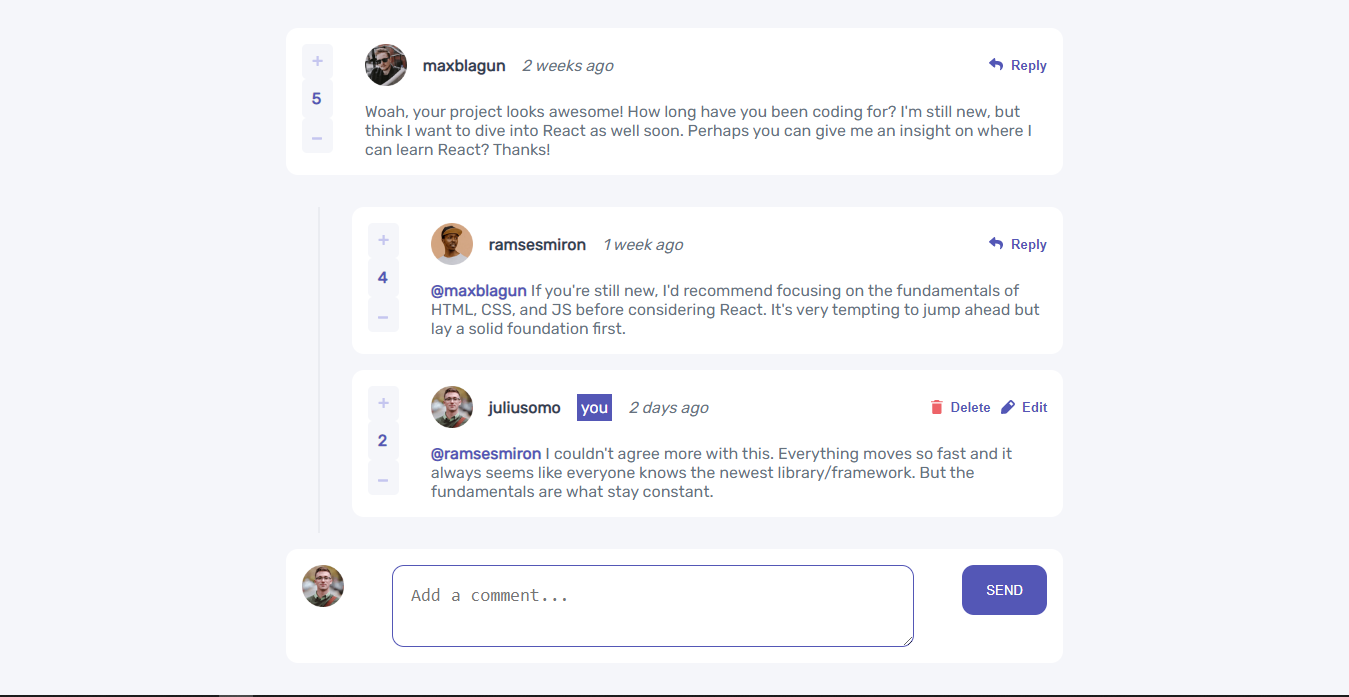 +
5
−
maxblagun 2 weeks ago Reply
Woah, your project looks awesome! How long have you been coding for? I'm still new, but
think I want to dive into React as well soon. Perhaps you can give me an insight on where I
can learn React? Thanks!
+
4
−
ramsesmiron 1 week ago Reply
@maxblagun If you're still new, I'd recommend focusing on the fundamentals of
HTML, CSS, and JS before considering React. It's very tempting to jump ahead but
lay a solid foundation first.
+
2
−
juliusomo you 2 days ago Delete Edit
@ramsesmiron I couldn't agree more with this. Everything moves so fast and it
always seems like everyone knows the newest library/framework. But the
fundamentals are what stay constant.
Add a comment...
SEND